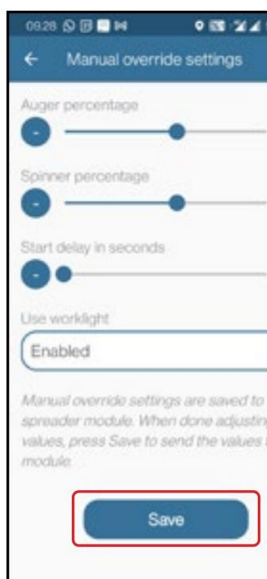 09.28
Manual override settings
Auger percentage
-
Spinner percentage
-
Start delay in seconds
-
Use worklight
Enabled
Manual override settings are saved to
spreader module. When done adjusting
values, press Save to send the values
module.
Save